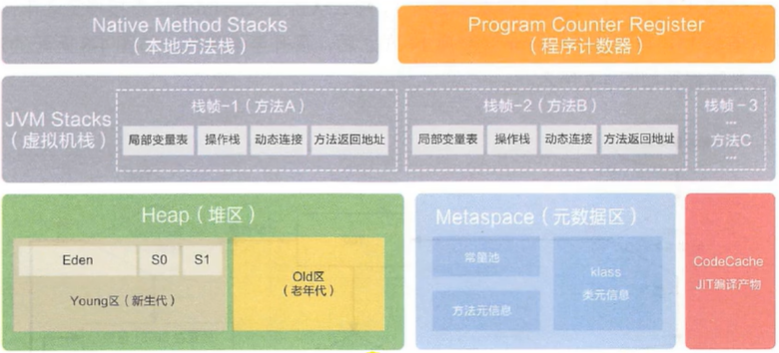 Native Method Stacks
（本地方法栈）
Program Counter Register
（程序计数器）
JVM Stacks
（虚拟机栈）
栈帧-1（方法A）
局部变量表
操作栈
动态连接
方法返回地址
栈帧-2（方法B）
局部变量表
操作栈
动态连接
方法返回地址
栈帧-3
...
方法C
...
Heap（堆区）
Eden
S0
S1
Young区（新生代）
Old区
（老年代）
Metaspace（元数据区）
常量池
方法元信息
klass
类元信息
CodeCache
JIT编译产物